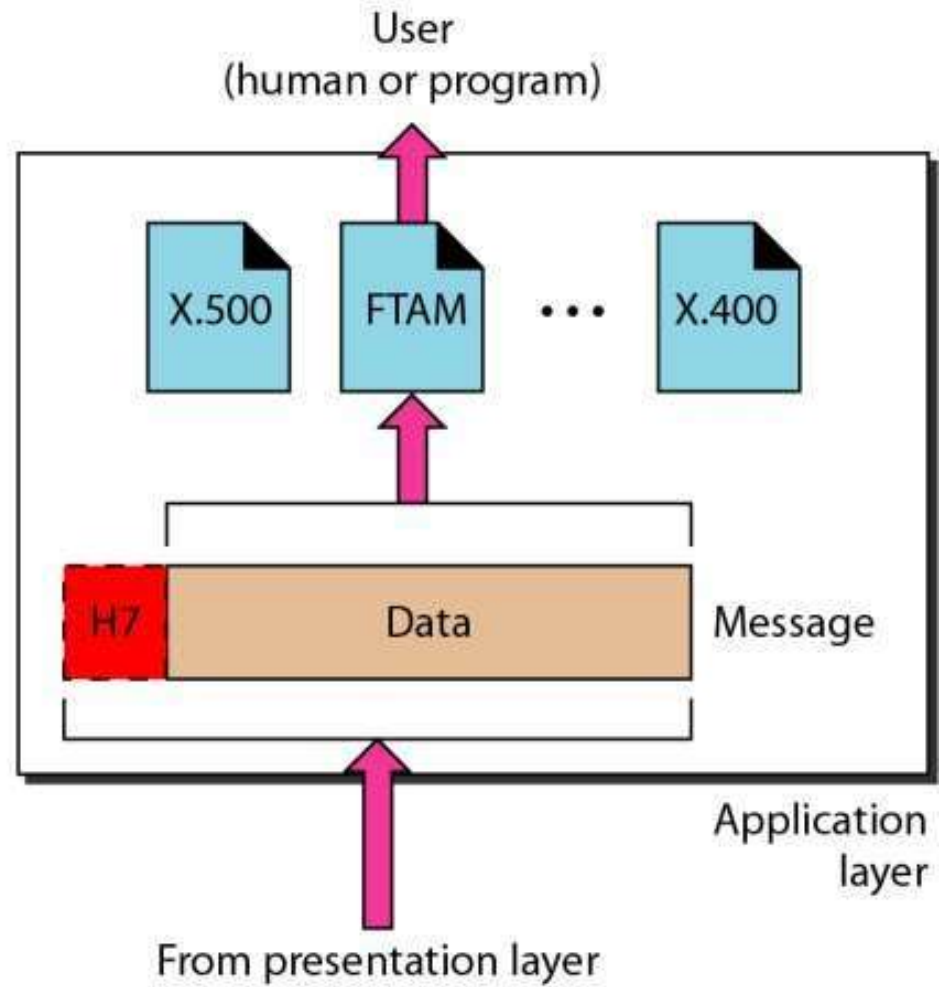 User
(human or program)
X.500 FTAM ••• X.400
H7 Data Message
Application
layer
From presentation layer